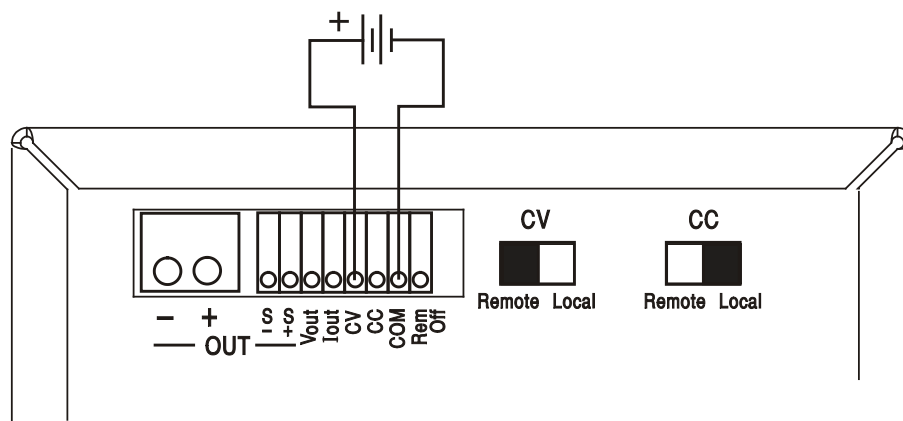 +
CV CC
Remote Local Remote Local
- +
OUT
S -
S +
Vout
Iout
CV
CC
COM
Rem Off